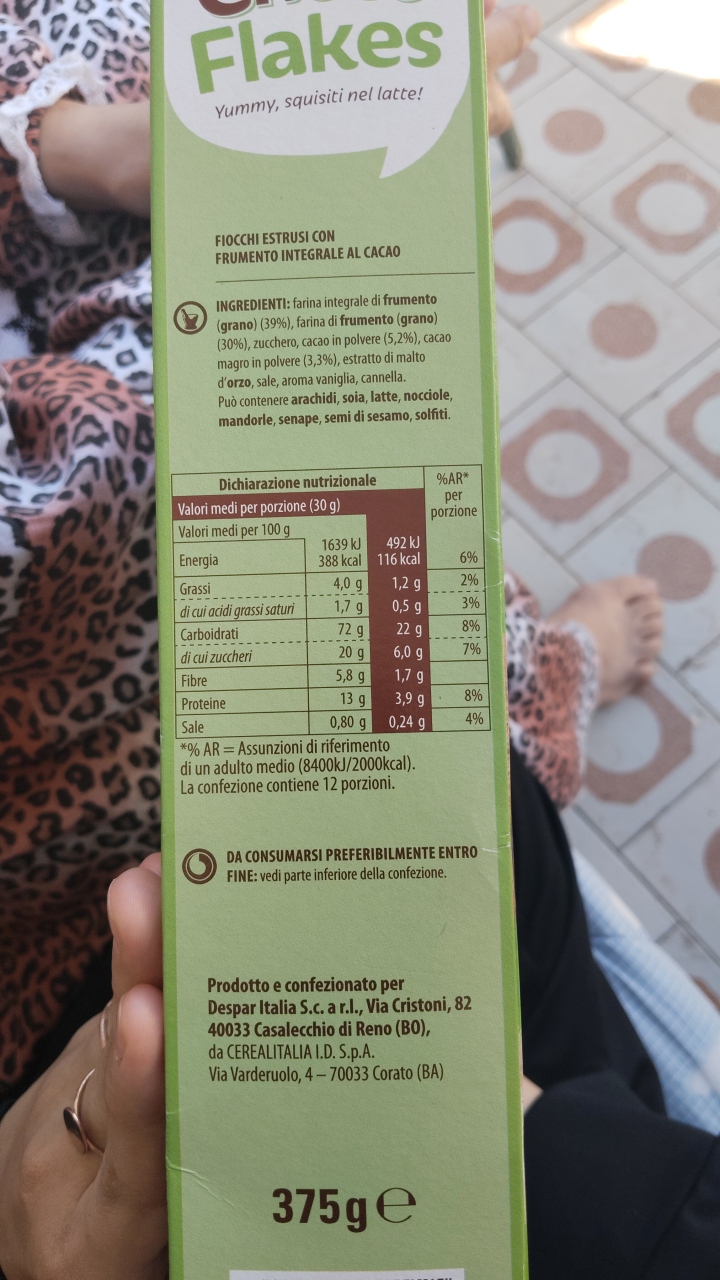 Choco
Flakes
Yummy, squisiti nel latte!
FIOCCHI ESTRUSI CON
FRUMENTO INTEGRALE AL CACAO
INGREDIENTI: farina integrale di frumento
(grano) (39%), farina di frumento (grano)
(30%), zucchero, cacao in polvere (5,2%), cacao
magro in polvere (3,3%), estratto di malto
d'orzo, sale, aroma vaniglia, cannella.
Può contenere arachidi, soia, latte, nocciole,
mandorle, senape, semi di sesamo, solfiti.
Dichiarazione nutrizionale %AR*
per
porzione
Valori medi per porzione (30 g)
Valori medi per 100 g
Energia 1639 kJ 388 kcal 492 kJ 116 kcal 6%
Grassi 4,0 g 1,2 g 2%
di cui acidi grassi saturi 1,7 g 0,5 g 3%
Carboidrati 72 g 22 g 8%
di cui zuccheri 20 g 6,0 g 7%
Fibre 5,8 g 1,7 g
Proteine 13 g 3,9 g 8%
Sale 0,80 g 0,24 g 4%
*% AR = Assunzioni di riferimento
di un adulto medio (8400kJ/2000kcal).
La confezione contiene 12 porzioni.
DA CONSUMARSI PREFERIBILMENTE ENTRO
FINE: vedi parte inferiore della confezione.
Prodotto e confezionato per
Despar Italia S.c. a r.l., Via Cristoni, 82
40033 Casalecchio di Reno (BO),
da CEREALITALIA I.D. S.p.A.
Via Varderuolo, 4 – 70033 Corato (BA)
375g e